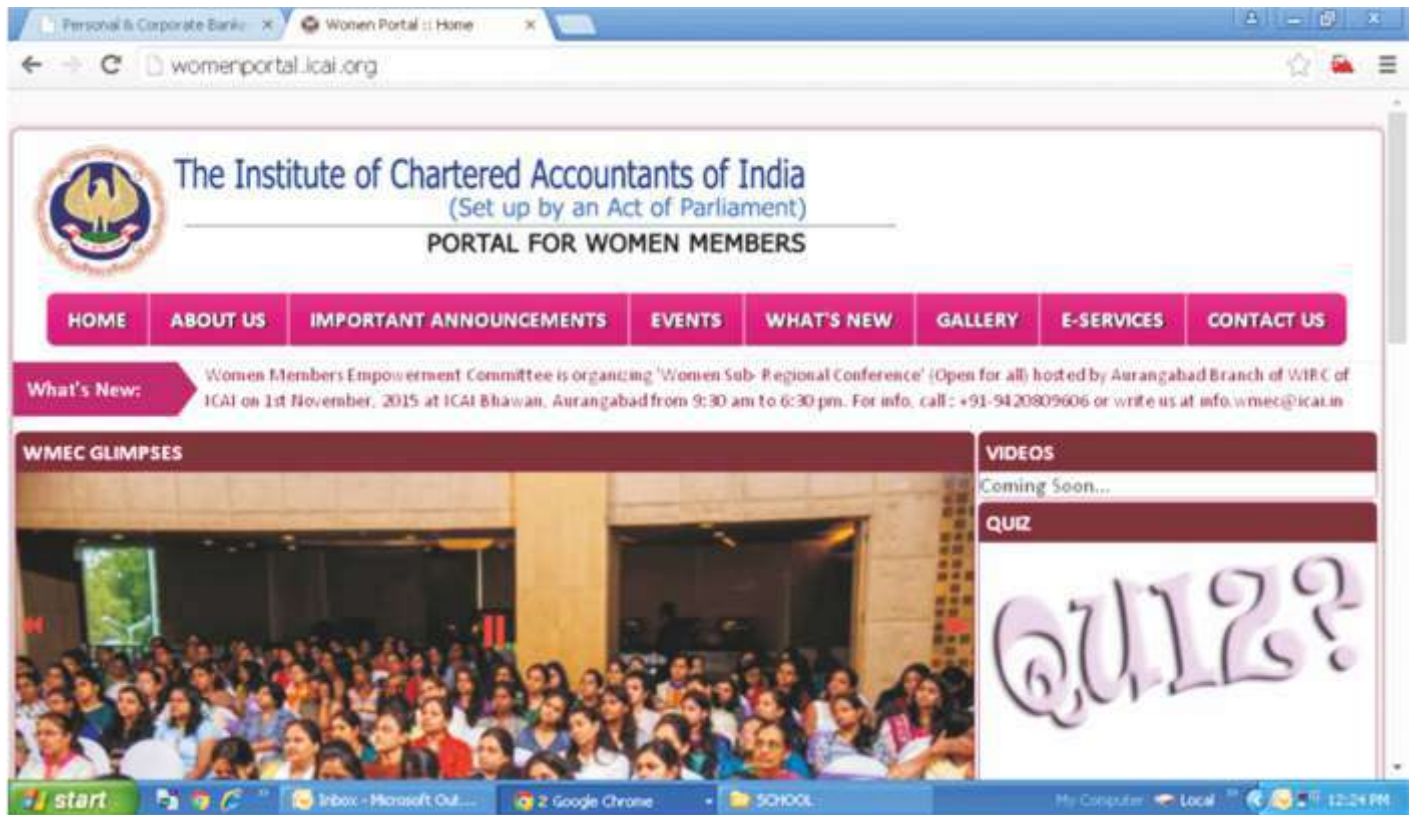 Personal & Corporate Banki
Women Portal :: Home
womenportal.icai.org
The Institute of Chartered Accountants of India
(Set up by an Act of Parliament)
PORTAL FOR WOMEN MEMBERS
HOME ABOUT US IMPORTANT ANNOUNCEMENTS EVENTS WHAT'S NEW GALLERY E-SERVICES CONTACT US
What's New:
Women Members Empowerment Committee is organizing 'Women Sub- Regional Conference' (Open for all) hosted by Aurangabad Branch of WIRC of
ICAI on 1st November, 2015 at ICAI Bhawan, Aurangabad from 9:30 am to 6:30 pm. For info, call : +91-9420809606 or write us at info.wmec@icai.in
WMEC GLIMPSES
VIDEOS
Coming Soon...
QUIZ
QUIZ?
start Inbox - Microsoft Out... 2 Google Chrome SCHOOL My Computer Local 12:24 PM